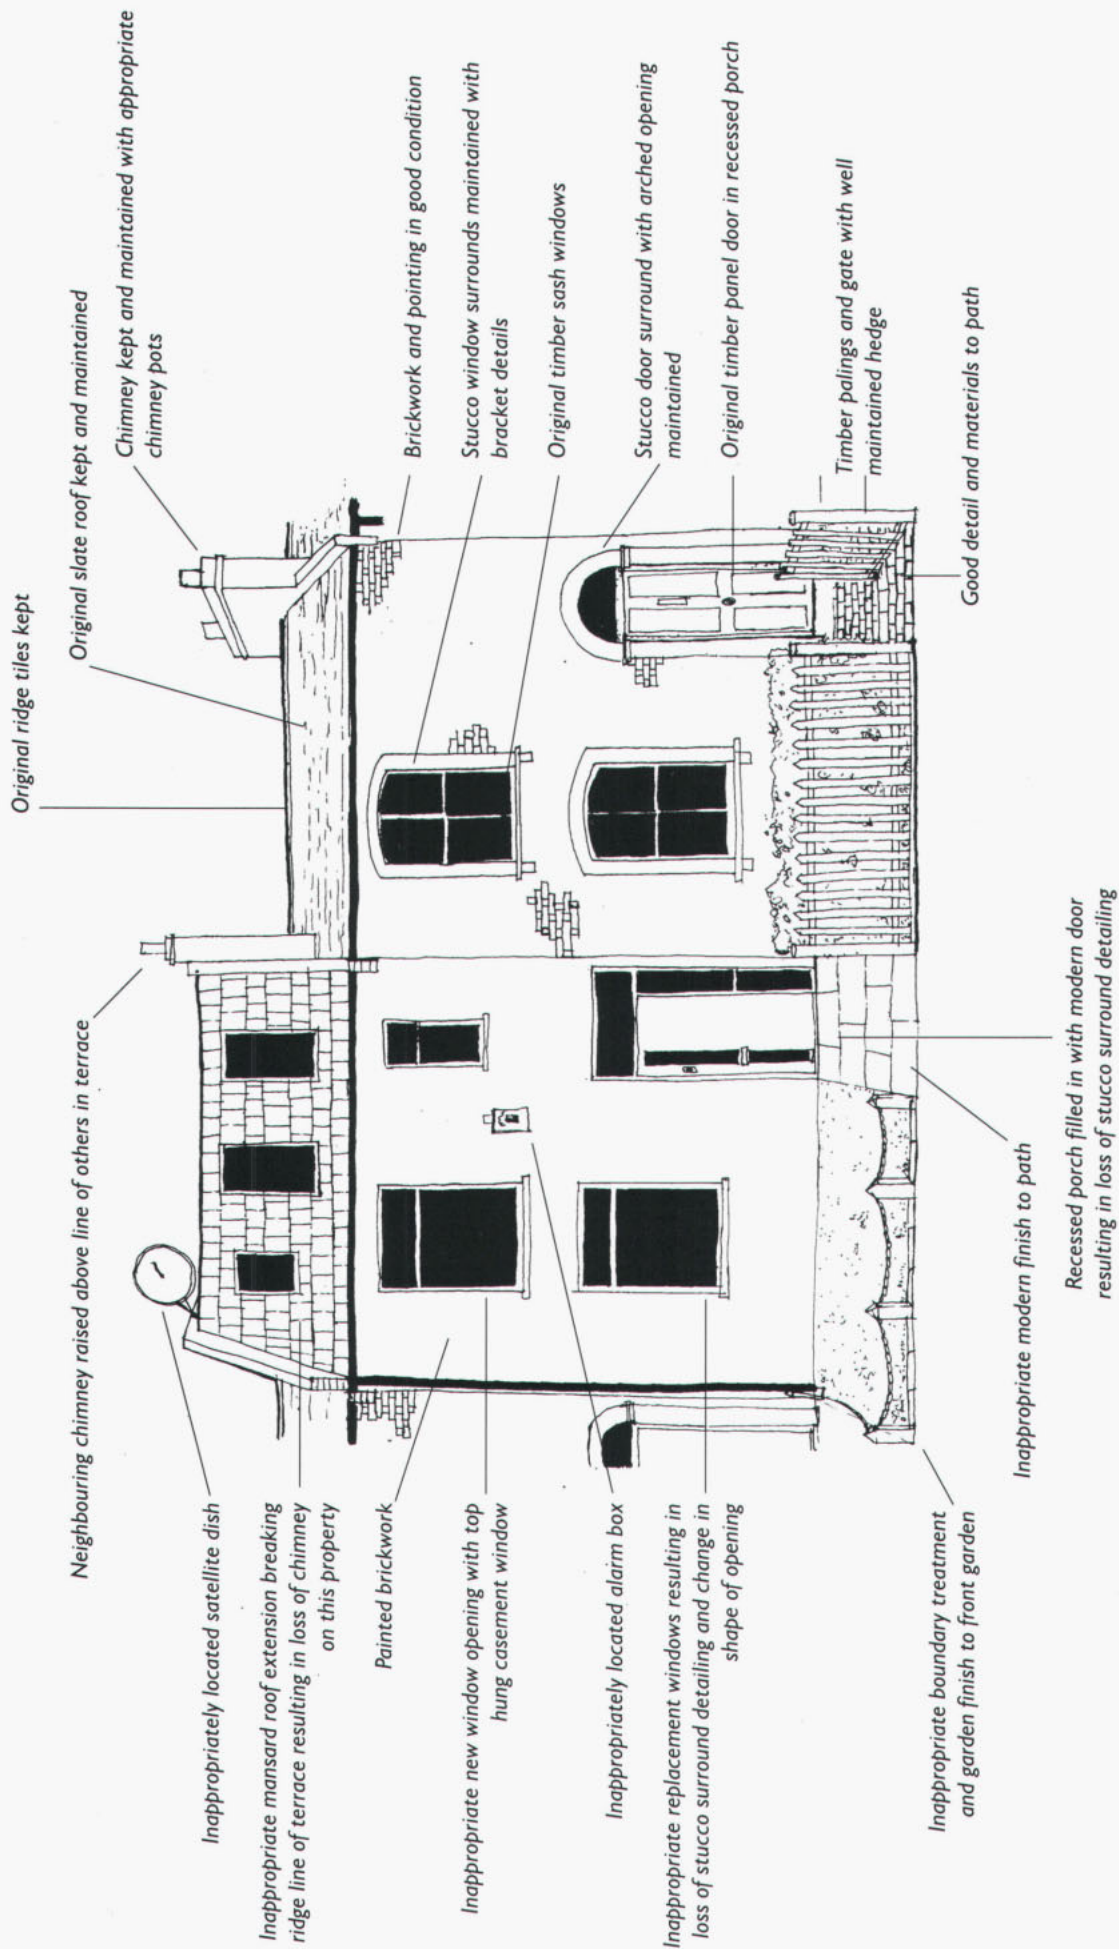 Original ridge tiles kept
Original slate roof kept and maintained
Chimney kept and maintained with appropriate
chimney pots
Brickwork and pointing in good condition
Stucco window surrounds maintained with
bracket details
Original timber sash windows
Stucco door surround with arched opening
maintained
Original timber panel door in recessed porch
Timber palings and gate with well
maintained hedge
Good detail and materials to path
Neighbouring chimney raised above line of others in terrace
Inappropriately located satellite dish
Inappropriate mansard roof extension breaking
ridge line of terrace resulting in loss of chimney
on this property
Painted brickwork
Inappropriate new window opening with top
hung casement window
Inappropriately located alarm box
Inappropriate replacement windows resulting in
loss of stucco surround detailing and change in
shape of opening
Inappropriate boundary treatment
and garden finish to front garden
Inappropriate modern finish to path
Recessed porch filled in with modern door
resulting in loss of stucco surround detailing